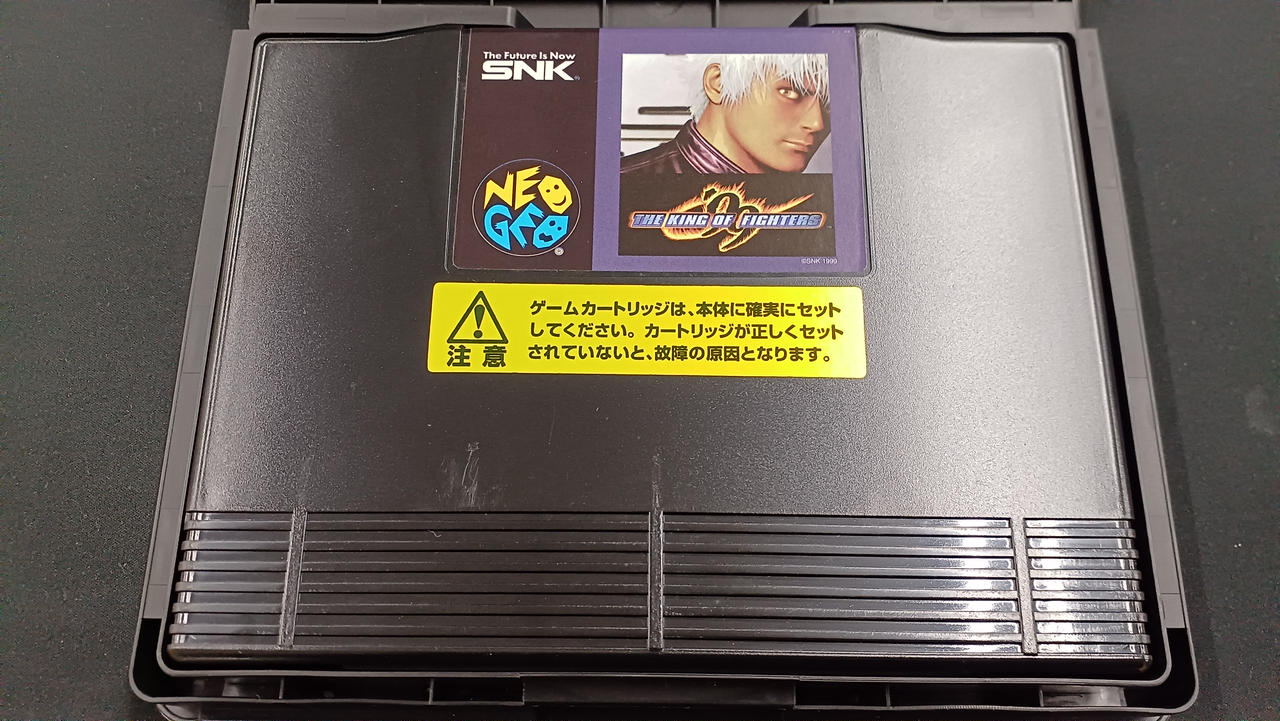 The Future Is Now
SNK
NEO
GEO
'99
THE KING OF FIGHTERS
©SNK 1999
注意
ゲームカートリッジは、本体に確実にセット
してください。カートリッジが正しくセット
されていないと、故障の原因となります。